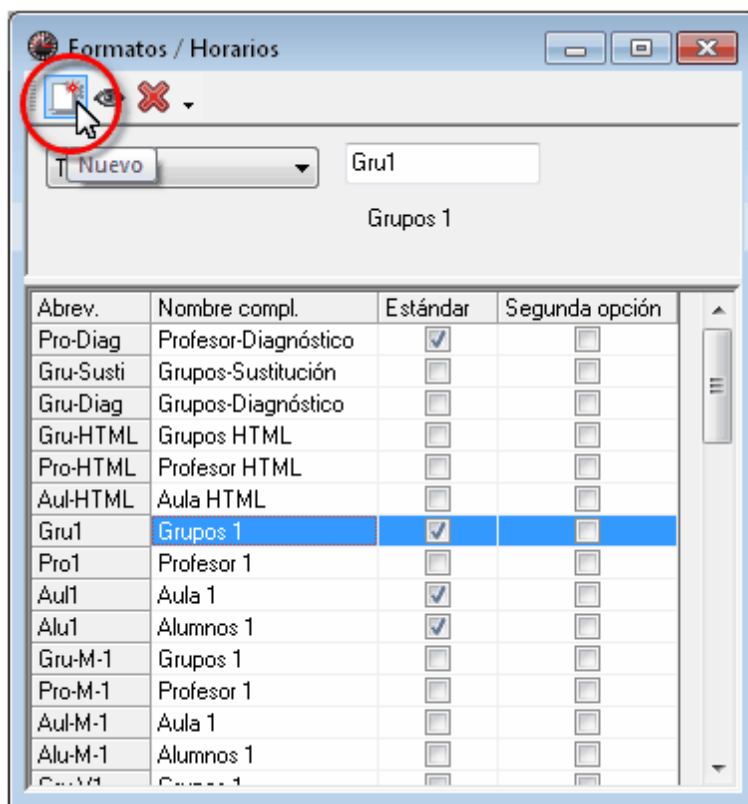 Formatos / Horarios
T Nuevo Gru1
Grupos 1
Abrev. Nombre compl. Estándar Segunda opción
Pro-Diag Profesor-Diagnóstico
Gru-Susti Grupos-Sustitución
Gru-Diag Grupos-Diagnóstico
Gru-HTML Grupos HTML
Pro-HTML Profesor HTML
Aul-HTML Aula HTML
Gru1 Grupos 1
Pro1 Profesor 1
Aul1 Aula 1
Alu1 Alumnos 1
Gru-M-1 Grupos 1
Pro-M-1 Profesor 1
Aul-M-1 Aula 1
Alu-M-1 Alumnos 1